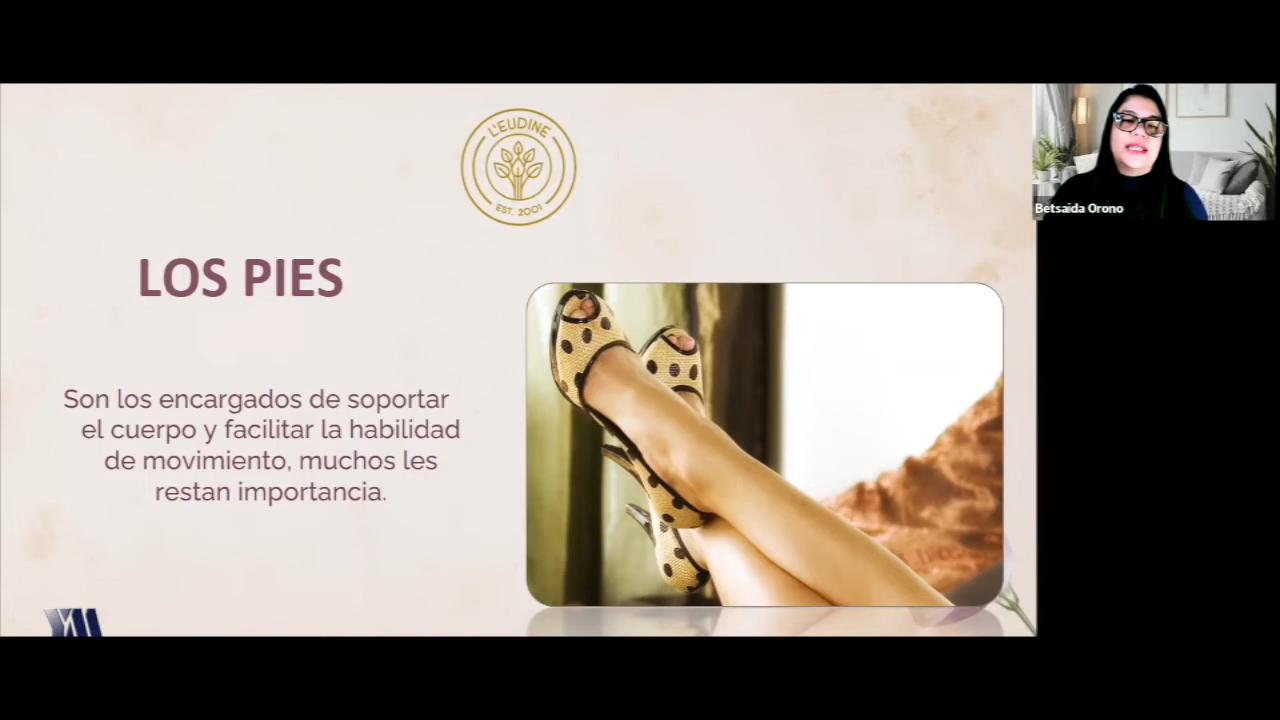 L'EUDINE
EST. 2001
LOS PIES
Son los encargados de soportar
el cuerpo y facilitar la habilidad
de movimiento, muchos les
restan importancia.
Betsaida Orono